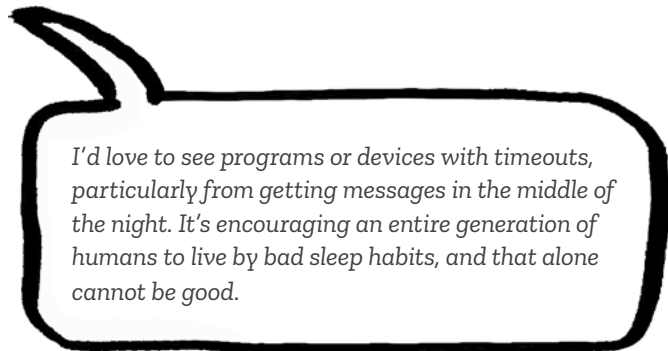 I’d love to see programs or devices with timeouts,
particularly from getting messages in the middle of
the night. It’s encouraging an entire generation of
humans to live by bad sleep habits, and that alone
cannot be good.